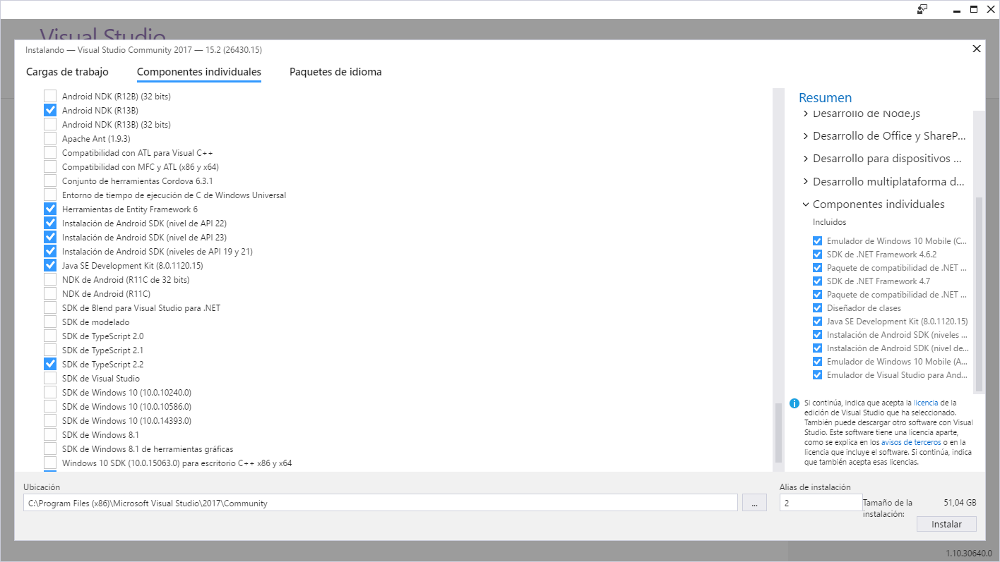 Visual Studio
Instalando — Visual Studio Community 2017 — 15.2 (26430.15)
Cargas de trabajo
Componentes individuales
Paquetes de idioma
Android NDK (R12B) (32 bits)
Android NDK (R13B)
Android NDK (R13B) (32 bits)
Apache Ant (1.9.3)
Compatibilidad con ATL para Visual C++
Compatibilidad con MFC y ATL (x86 y x64)
Conjunto de herramientas Cordova 6.3.1
Entorno de tiempo de ejecución de C de Windows Universal
Herramientas de Entity Framework 6
Instalación de Android SDK (nivel de API 22)
Instalación de Android SDK (nivel de API 23)
Instalación de Android SDK (niveles de API 19 y 21)
Java SE Development Kit (8.0.1120.15)
NDK de Android (R11C de 32 bits)
NDK de Android (R11C)
SDK de Blend para Visual Studio para .NET
SDK de modelado
SDK de TypeScript 2.0
SDK de TypeScript 2.1
SDK de TypeScript 2.2
SDK de Visual Studio
SDK de Windows 10 (10.0.10240.0)
SDK de Windows 10 (10.0.10586.0)
SDK de Windows 10 (10.0.14393.0)
SDK de Windows 8.1
SDK de Windows 8.1 de herramientas gráficas
Windows 10 SDK (10.0.15063.0) para escritorio C++ x86 y x64
Resumen
Desarrollo de Node.js
Desarrollo de Office y ShareP...
Desarrollo para dispositivos ...
Desarrollo multiplataforma d...
Componentes individuales
Incluidos
Emulador de Windows 10 Mobile (C...
SDK de .NET Framework 4.6.2
Paquete de compatibilidad de .NET ...
SDK de .NET Framework 4.7
Paquete de compatibilidad de .NET ...
Diseñador de clases
Java SE Development Kit (8.0.1120.15)
Instalación de Android SDK (niveles ...
Instalación de Android SDK (nivel de...
Emulador de Windows 10 Mobile (A...
Emulador de Visual Studio para And...
Si continúa, indica que acepta la licencia de la
edición de Visual Studio que ha seleccionado.
También puede descargar otro software con Visual
Studio. Este software tiene una licencia aparte,
como se explica en los avisos de terceros o en la
licencia que incluye el software. Si continúa, indica
que también acepta esas licencias.
Ubicación
C:\Program Files (x86)\Microsoft Visual Studio\2017\Community
...
Alias de instalación
2
Tamaño de la
instalación:
51,04 GB
Instalar
1.10.30640.0